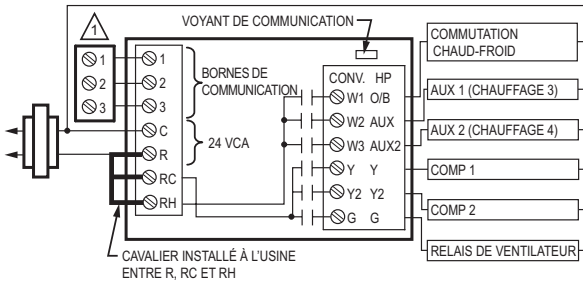 VOYANT DE COMMUNICATION
1
COMMUTATION
CHAUD-FROID
1
2
3
1
2
3
C
R
RC
RH
BORNES DE
COMMUNICATION
24 VCA
CONV. HP
W1 O/B
W2 AUX
W3 AUX2
Y Y
Y2 Y2
G G
AUX 1 (CHAUFFAGE 3)
AUX 2 (CHAUFFAGE 4)
COMP 1
COMP 2
RELAIS DE VENTILATEUR
CAVALIER INSTALLÉ À L'USINE
ENTRE R, RC ET RH